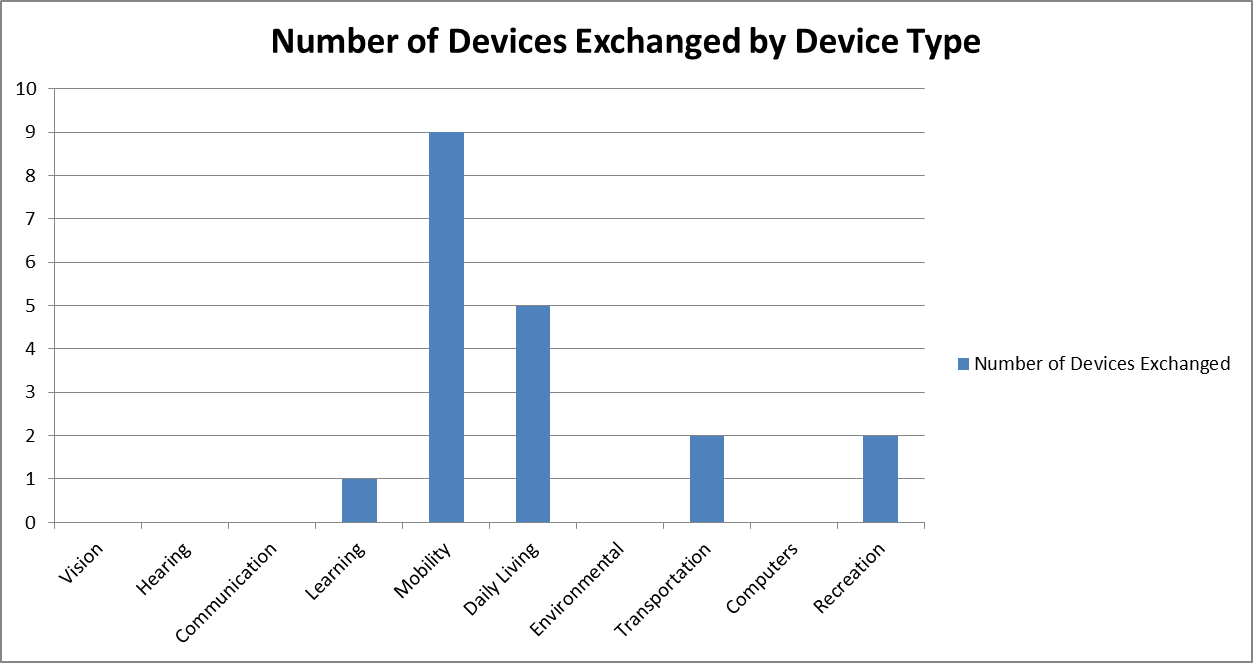 Number of Devices Exchanged by Device Type
10
9
8
7
6
5
4
3
2
1
0
Vision
Hearing
Communication
Learning
Mobility
Daily Living
Environmental
Transportation
Computers
Recreation
Number of Devices Exchanged